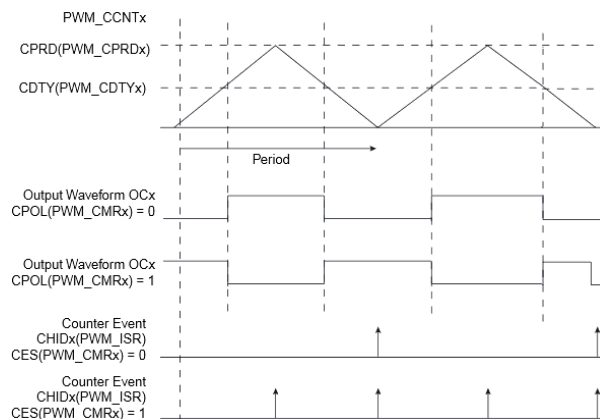 PWM_CCNTx
CPRD(PWM_CPRDx)
CDTY(PWM_CDTYx)
Period
Output Waveform OCx
CPOL(PWM_CMRx) = 0
Output Waveform OCx
CPOL(PWM_CMRx) = 1
Counter Event
CHIDx(PWM_ISR)
CES(PWM_CMRx) = 0
Counter Event
CHIDx(PWM_ISR)
CES(PWM_CMRx) = 1